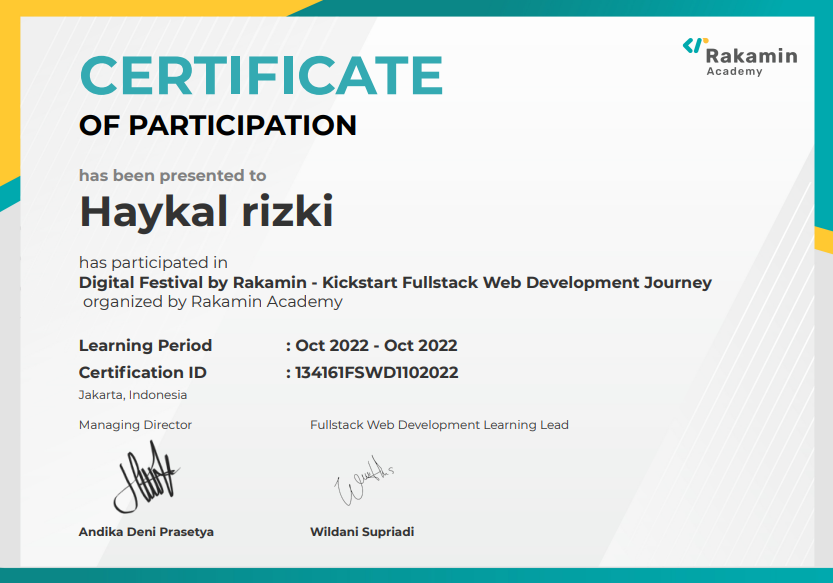 CERTIFICATE
Rakamin
Academy
OF PARTICIPATION
has been presented to
Haykal rizki
has participated in
Digital Festival by Rakamin - Kickstart Fullstack Web Development Journey
organized by Rakamin Academy
Learning Period : Oct 2022 - Oct 2022
Certification ID : 134161FSWD1102022
Jakarta, Indonesia
Managing Director
Fullstack Web Development Learning Lead
Andika Deni Prasetya
Wildani Supriadi